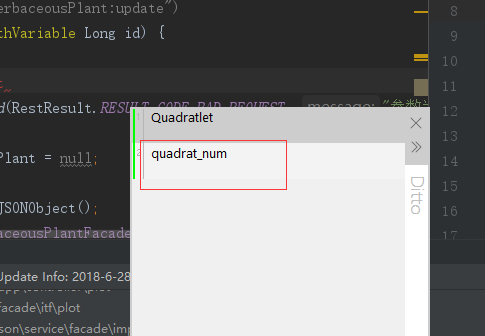 erbaceousPlant:update")
thVariable Long id) {
d(RestResult.RESULT_CODE_BAD_REQUEST, message: "参数
Plant = null;
JSONObject();
aceousPlantFacade
Update Info: 2018-6-28
facade\itf\plot
son\service\facade\imp
Quadratlet
quadrat_num
Ditto
8
9
10
11
12
13
14
15
16
17